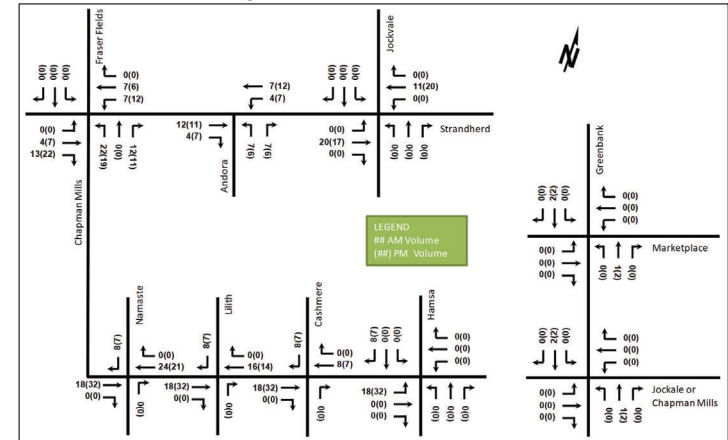 Fraser Fields
0(0) 0(0) 0(0)
0(0)
7(6)
7(12)
0(0)
4(7)
13(22)
22(19) 0(0) 12(11)
Chapman Mills
7(12)
4(7)
12(11)
4(7)
7(6) 7(6)
Andora
Jockvale
0(0) 0(0) 0(0)
0(0)
11(20)
0(0)
0(0)
20(17)
0(0)
0(0) 0(0) 0(0)
Strandherd
LEGEND
## AM Volume
(##) PM Volume
Greenbank
0(0) 2(2) 0(0)
0(0)
0(0)
0(0)
0(0)
0(0)
0(0)
0(0) 1(2) 0(0)
Marketplace
Namaste
8(7)
0(0)
24(21)
18(32)
0(0)
0(0)
Lilith
8(7)
0(0)
16(14)
18(32)
0(0)
0(0)
Cashmere
8(7)
0(0)
8(7)
18(32)
0(0)
0(0)
Hamsa
8(7) 0(0) 0(0)
0(0)
0(0)
0(0)
18(32)
0(0)
0(0)
0(0) 0(0) 0(0)
0(0) 2(2) 0(0)
0(0)
0(0)
0(0)
0(0)
0(0)
0(0)
0(0) 1(2) 0(0)
Jockale or
Chapman Mills